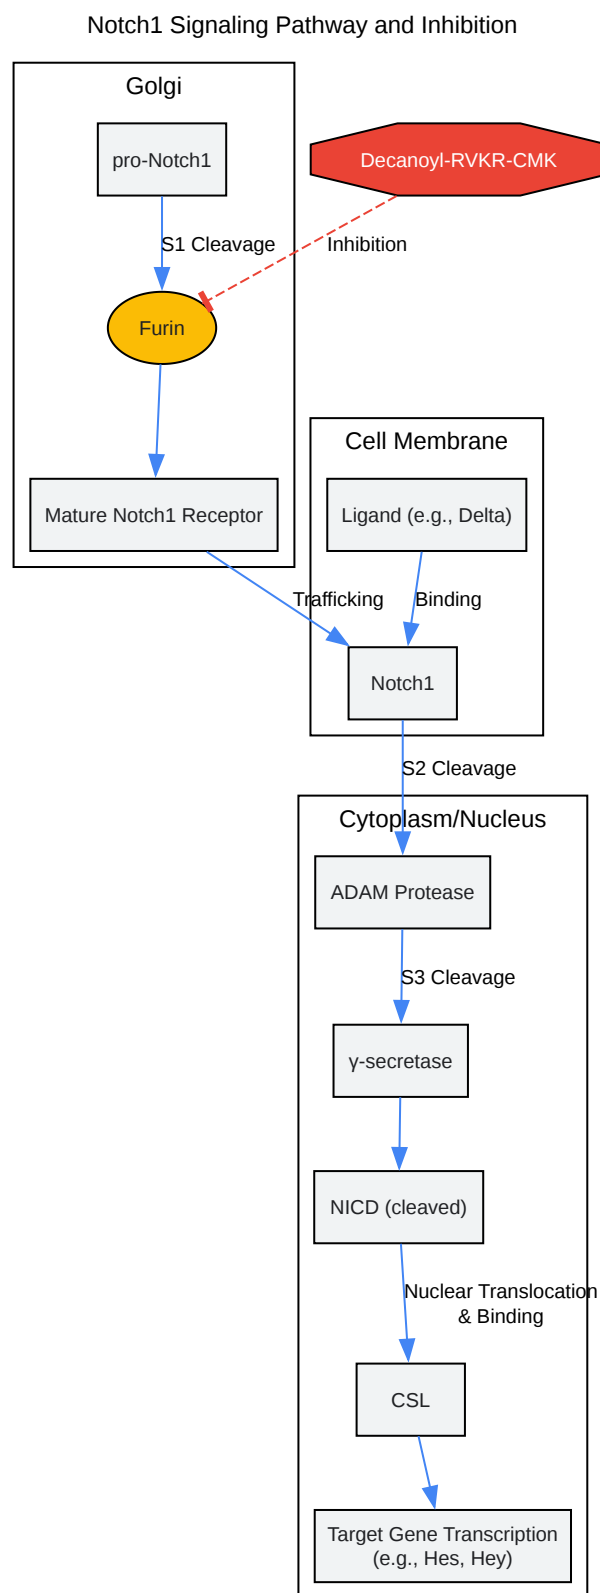 Notch1 Signaling Pathway and Inhibition
Golgi
pro-Notch1
Decanoyl-RVKR-CMK
S1 Cleavage
Inhibition
Furin
Cell Membrane
Mature Notch1 Receptor
Ligand (e.g., Delta)
Trafficking
Binding
Notch1
S2 Cleavage
Cytoplasm/Nucleus
ADAM Protease
S3 Cleavage
γ-secretase
NICD (cleaved)
Nuclear Translocation
& Binding
CSL
Target Gene Transcription
(e.g., Hes, Hey)